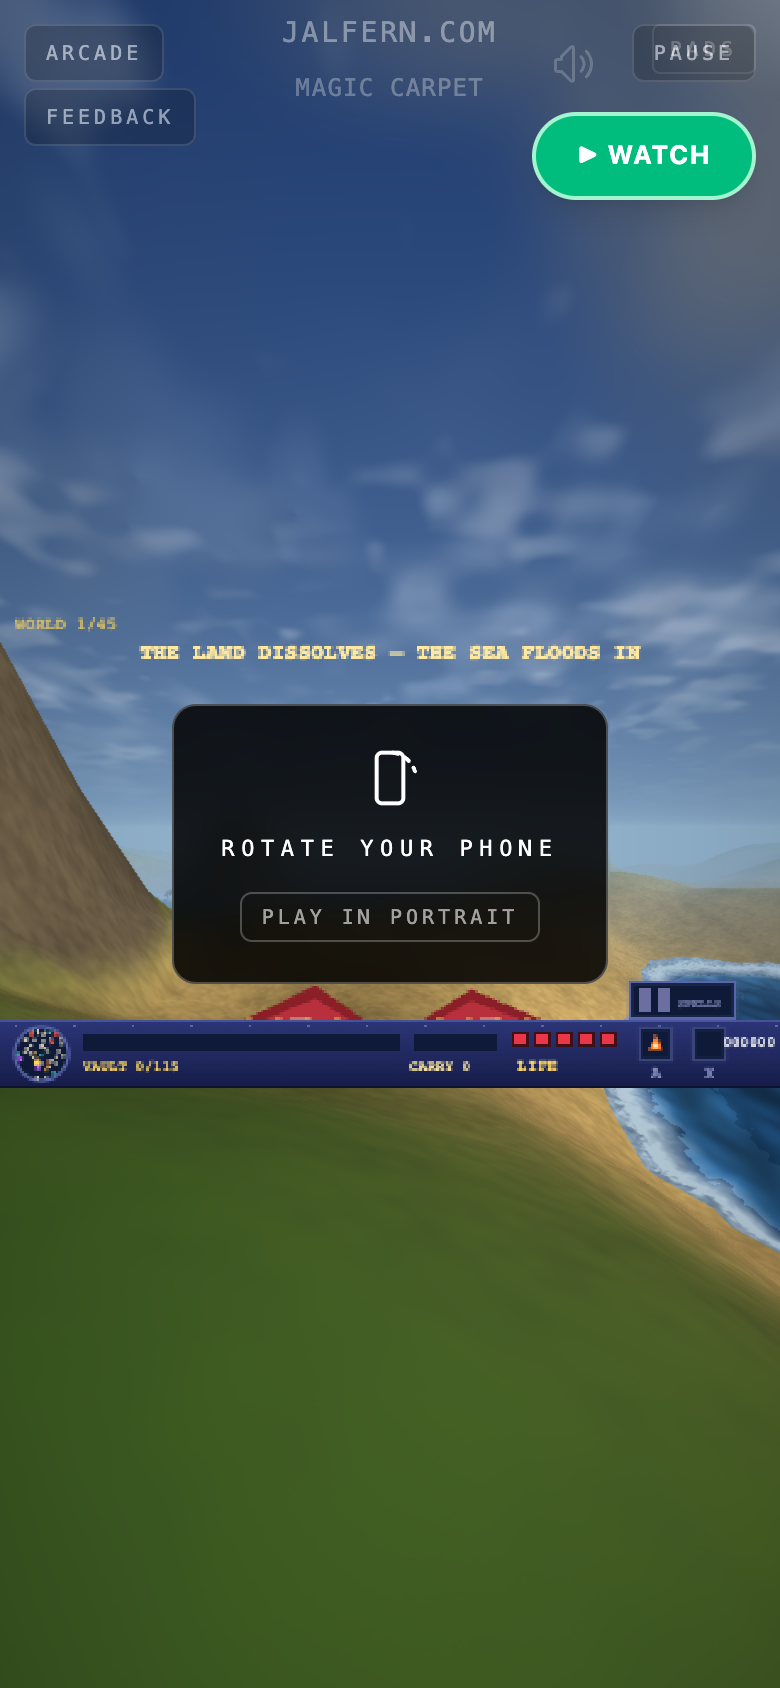 JALFERN.COM
ARCADE
PAUSE
MAGIC CARPET
FEEDBACK
WATCH
WORLD 1/45
THE LAND DISSOLVES — THE SEA FLOODS IN
ROTATE YOUR PHONE
PLAY IN PORTRAIT
VAULT 0/115
CARRY 0
LIFE
000000
A
X